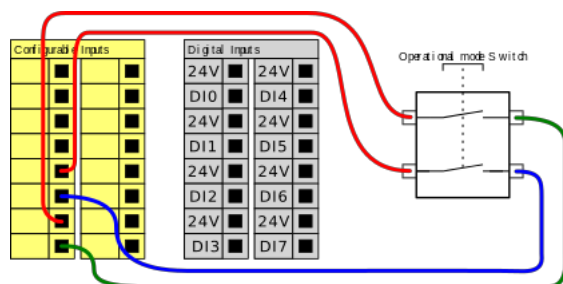 Configurable Inputs
Digital Inputs
Operational mode Switch
24V 24V
DI0 DI4
24V 24V
DI1 DI5
24V 24V
DI2 DI6
24V 24V
DI3 DI7